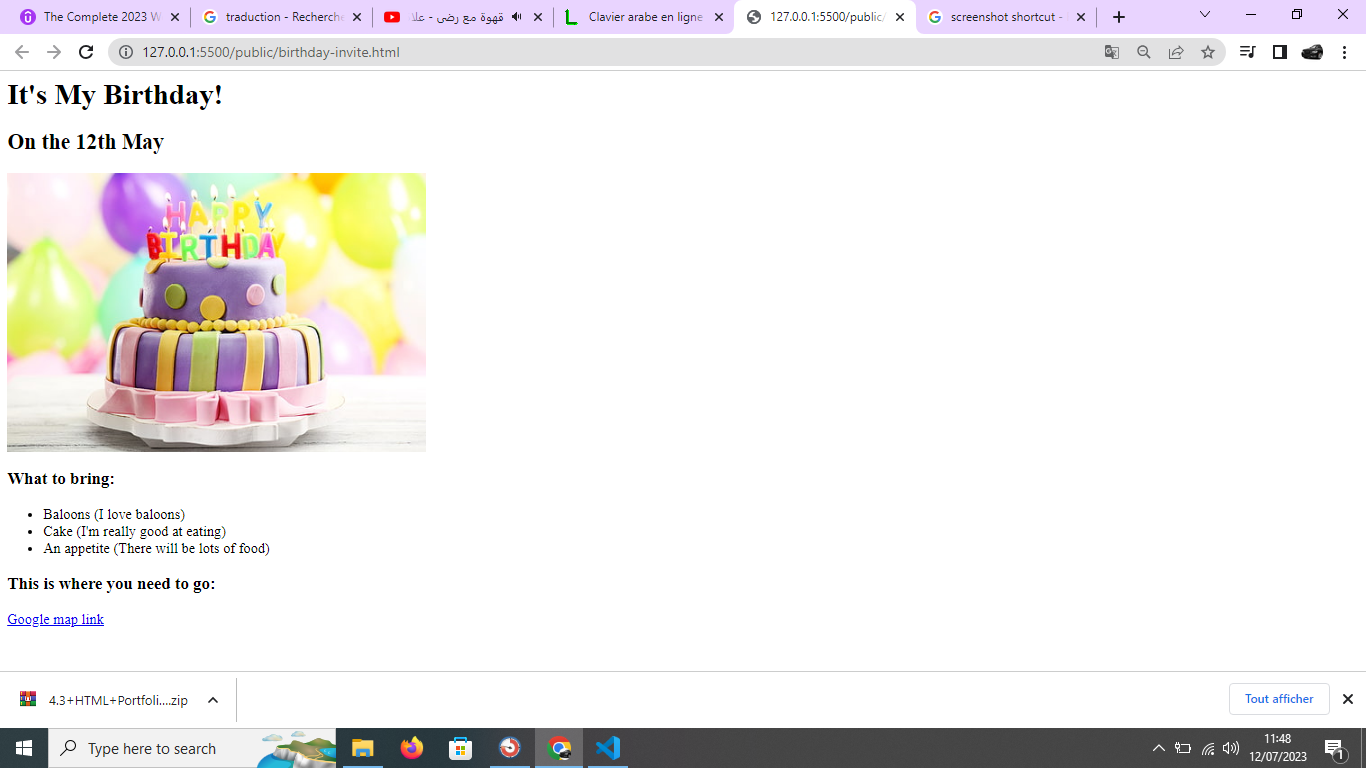 The Complete 2023 W
traduction - Recherche
قهوة مع رضى - علا
Clavier arabe en ligne
127.0.0.1:5500/public/
screenshot shortcut -
127.0.0.1:5500/public/birthday-invite.html
It's My Birthday!
On the 12th May
HAPPY
BIRTHDAY
What to bring:
Baloons (I love baloons)
Cake (I'm really good at eating)
An appetite (There will be lots of food)
This is where you need to go:
Google map link
4.3+HTML+Portfoli....zip
Tout afficher
Type here to search
11:48
12/07/2023
1